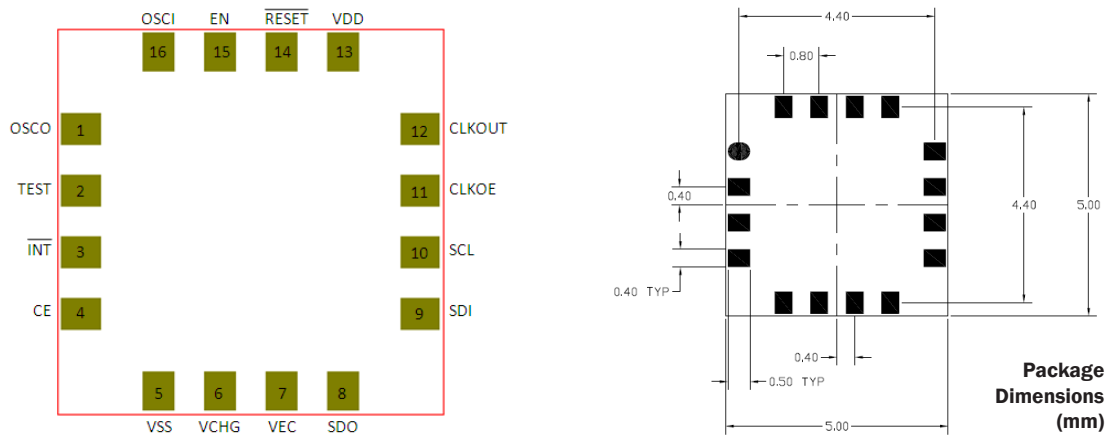 OSCI EN RESET VDD
16 15 14 13
OSCO 1 12 CLKOUT
TEST 2 11 CLKOE
INT 3 10 SCL
CE 4 9 SDI
5 6 7 8
VSS VCHG VEC SDO
4.40
0.80
0.40
4.40 5.00
0.40 TYP
0.40
0.50 TYP
5.00
Package
Dimensions
(mm)